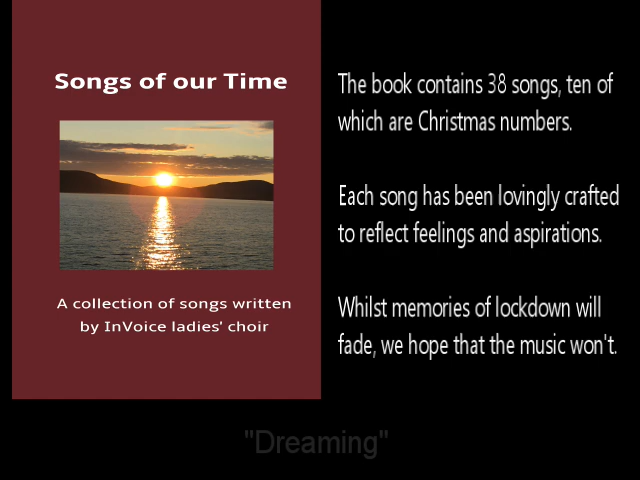 Songs of our Time
A collection of songs written
by InVoice ladies' choir
The book contains 38 songs, ten of
which are Christmas numbers.
Each song has been lovingly crafted
to reflect feelings and aspirations.
Whilst memories of lockdown will
fade, we hope that the music won't.
"Dreaming"